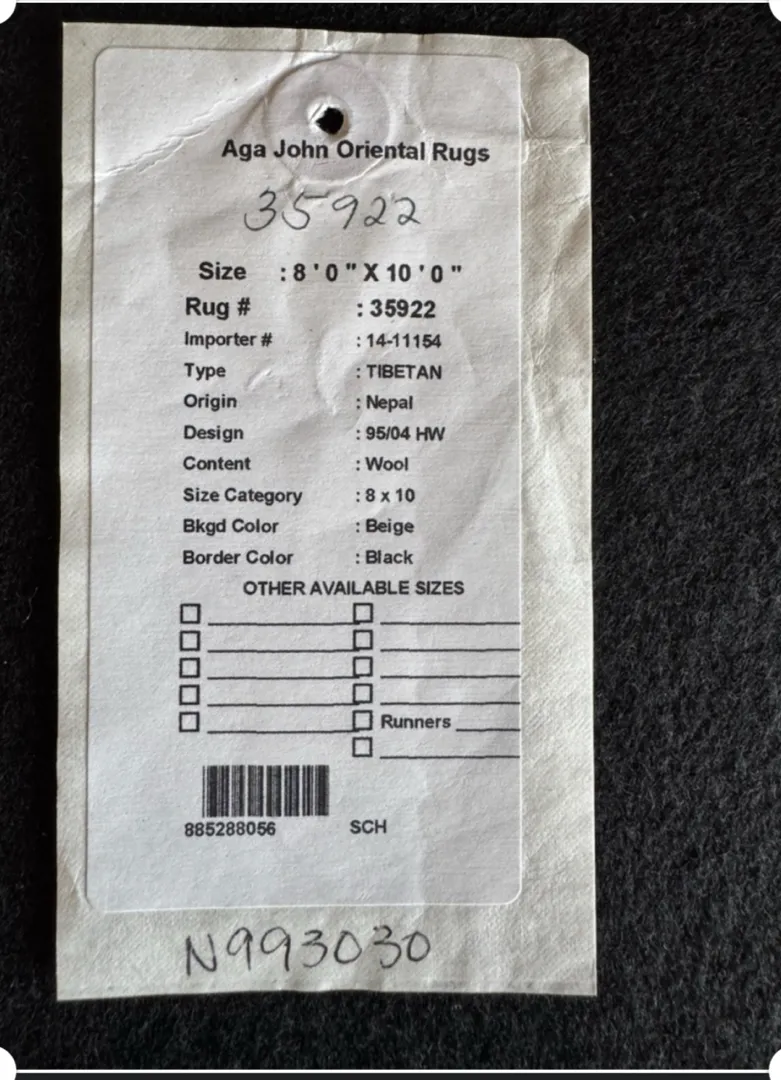 Aga John Oriental Rugs
35922
Size : 8 ' 0 " X 10 ' 0 "
Rug # : 35922
Importer # : 14-11154
Type : TIBETAN
Origin : Nepal
Design : 95/04 HW
Content : Wool
Size Category : 8 x 10
Bkgd Color : Beige
Border Color : Black
OTHER AVAILABLE SIZES
Runners
885288056 SCH
N993030